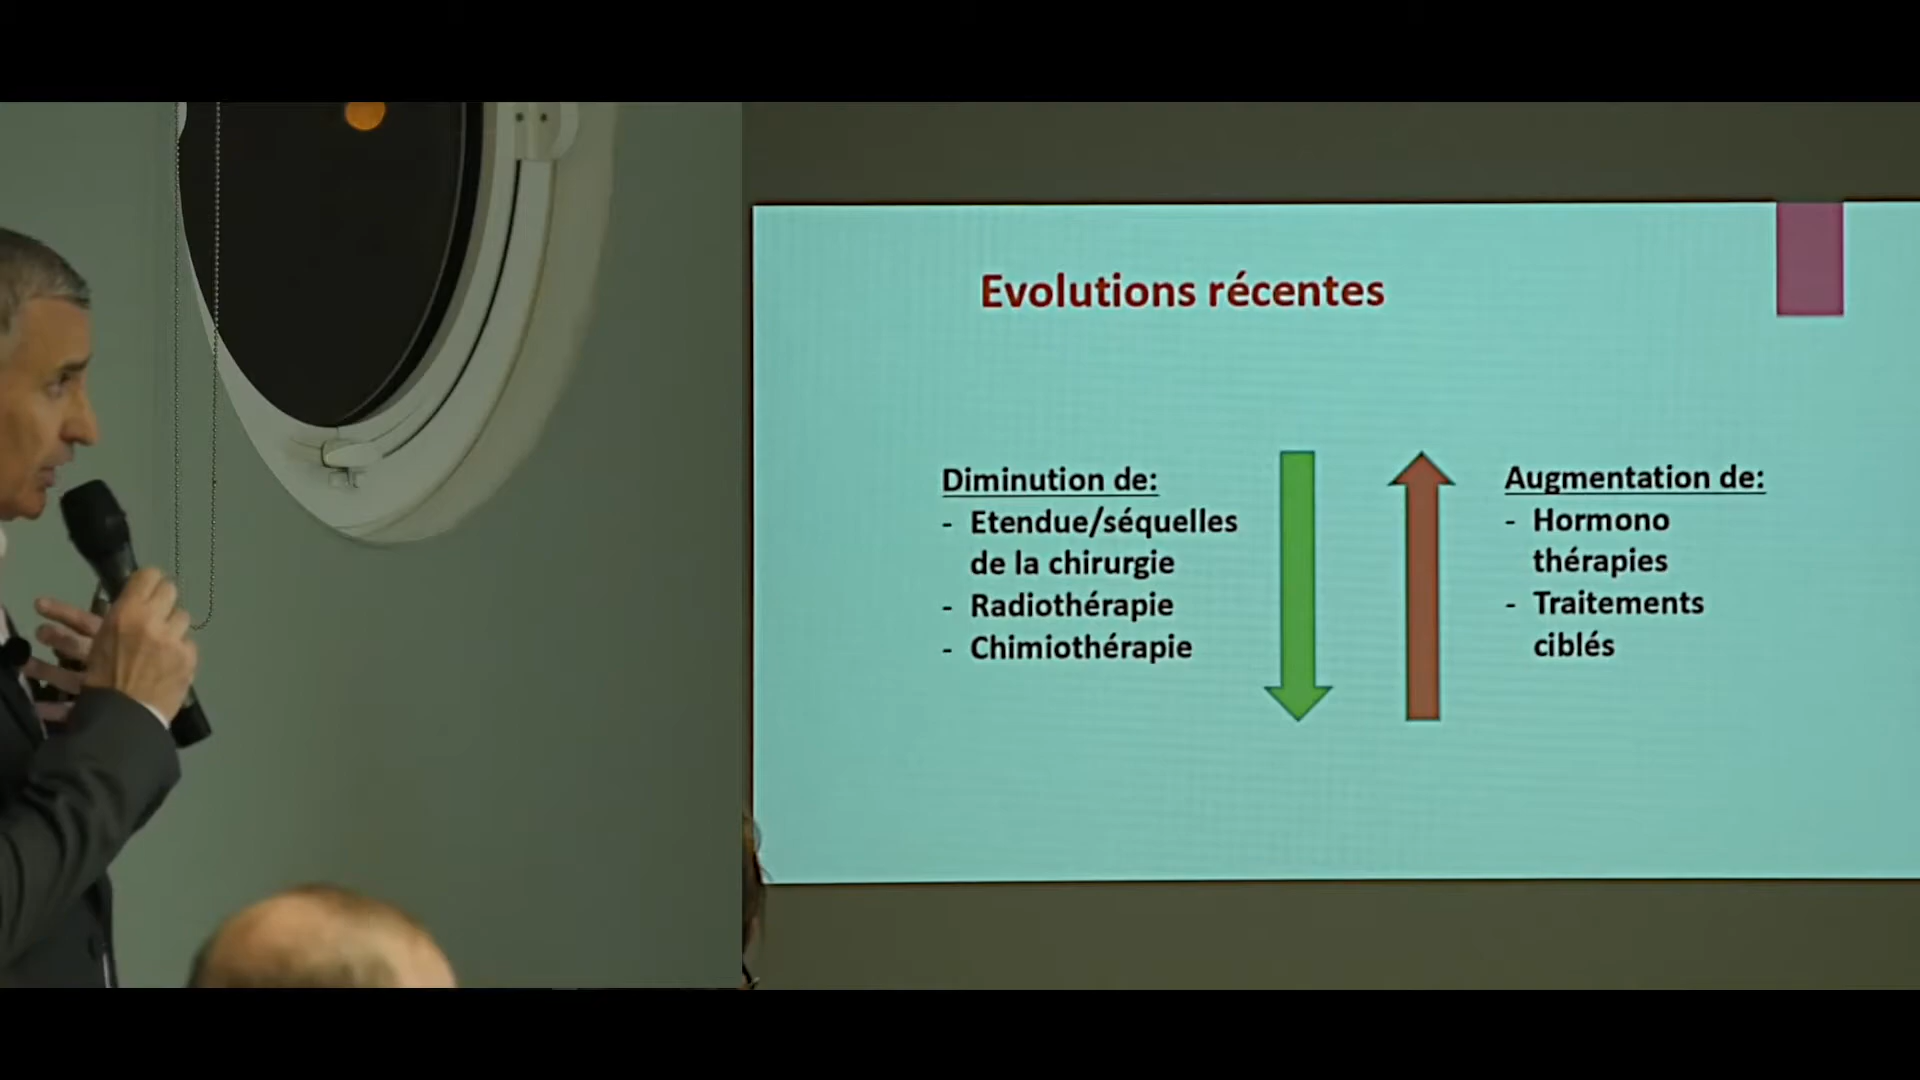 Evolutions récentes
Diminution de:
- Etendue/séquelles
de la chirurgie
- Radiothérapie
- Chimiothérapie
Augmentation de:
- Hormono
thérapies
- Traitements
ciblés